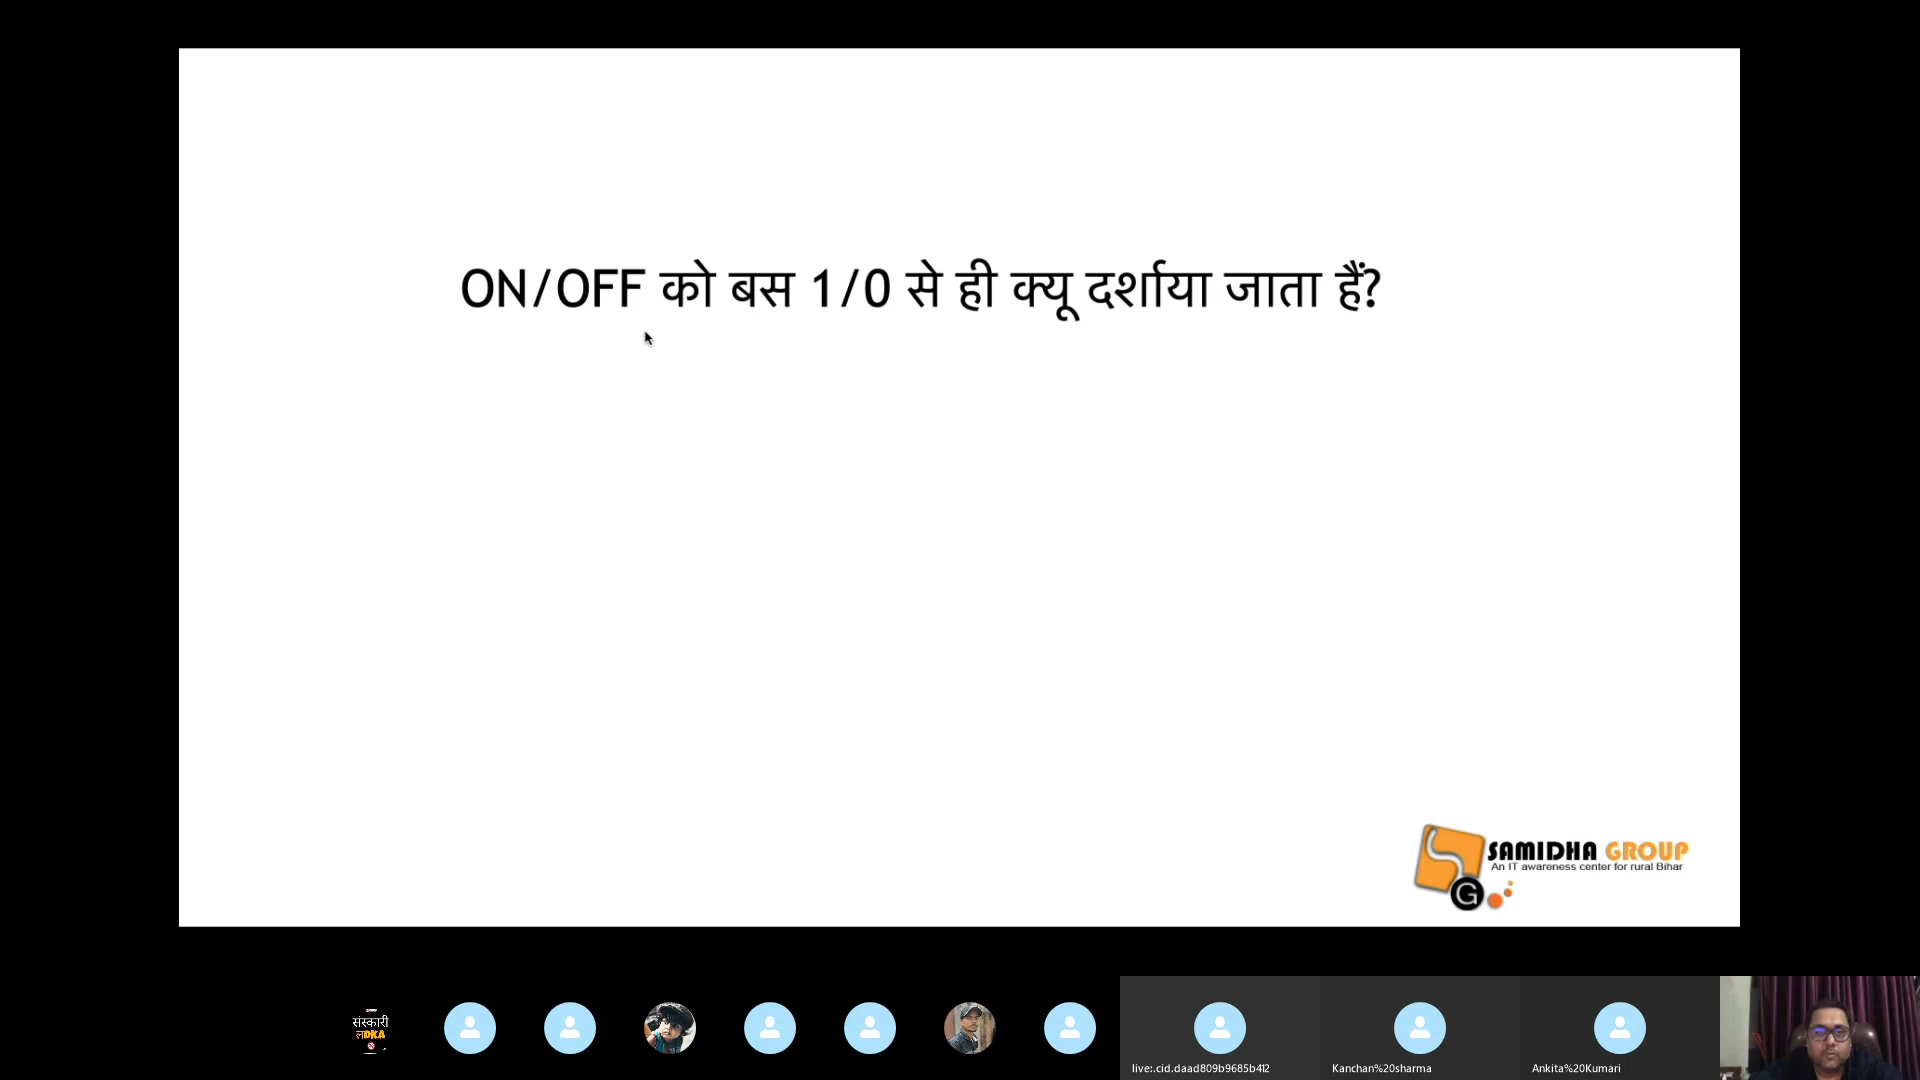 ON/OFF को बस 1/0 से ही क्यू दर्शाया जाता हैं?
SAMIDHA GROUP
An IT awareness center for rural Bihar
G
संस्कारी
लDKA
live:.cid.daad809b9685b412
Kanchan%20sharma
Ankita%20Kumari